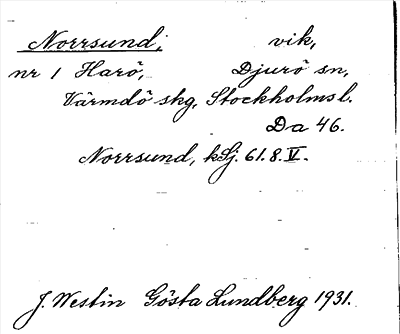 Norrsund, vik,
nr 1 Harö, Djurö sn,
Värmdö skg, Stockholms l.
Da 46.
Norrsund, kSj. 61.8.V.
J. Westin Gösta Lundberg 1931.